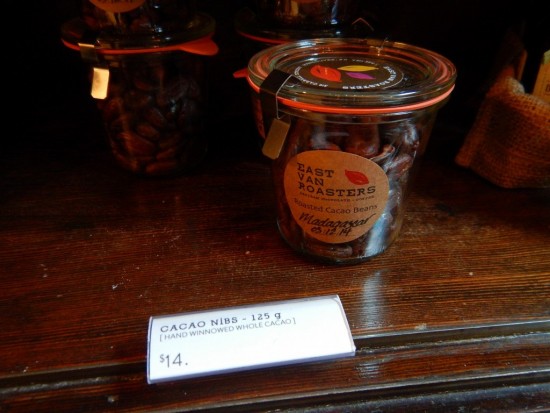 EAST
VAN
ROASTERS
Roasted Cacao Beans
Madagascar
CACAO NIBS - 125 g
[ HAND WINNOWED WHOLE CACAO ]
$14.